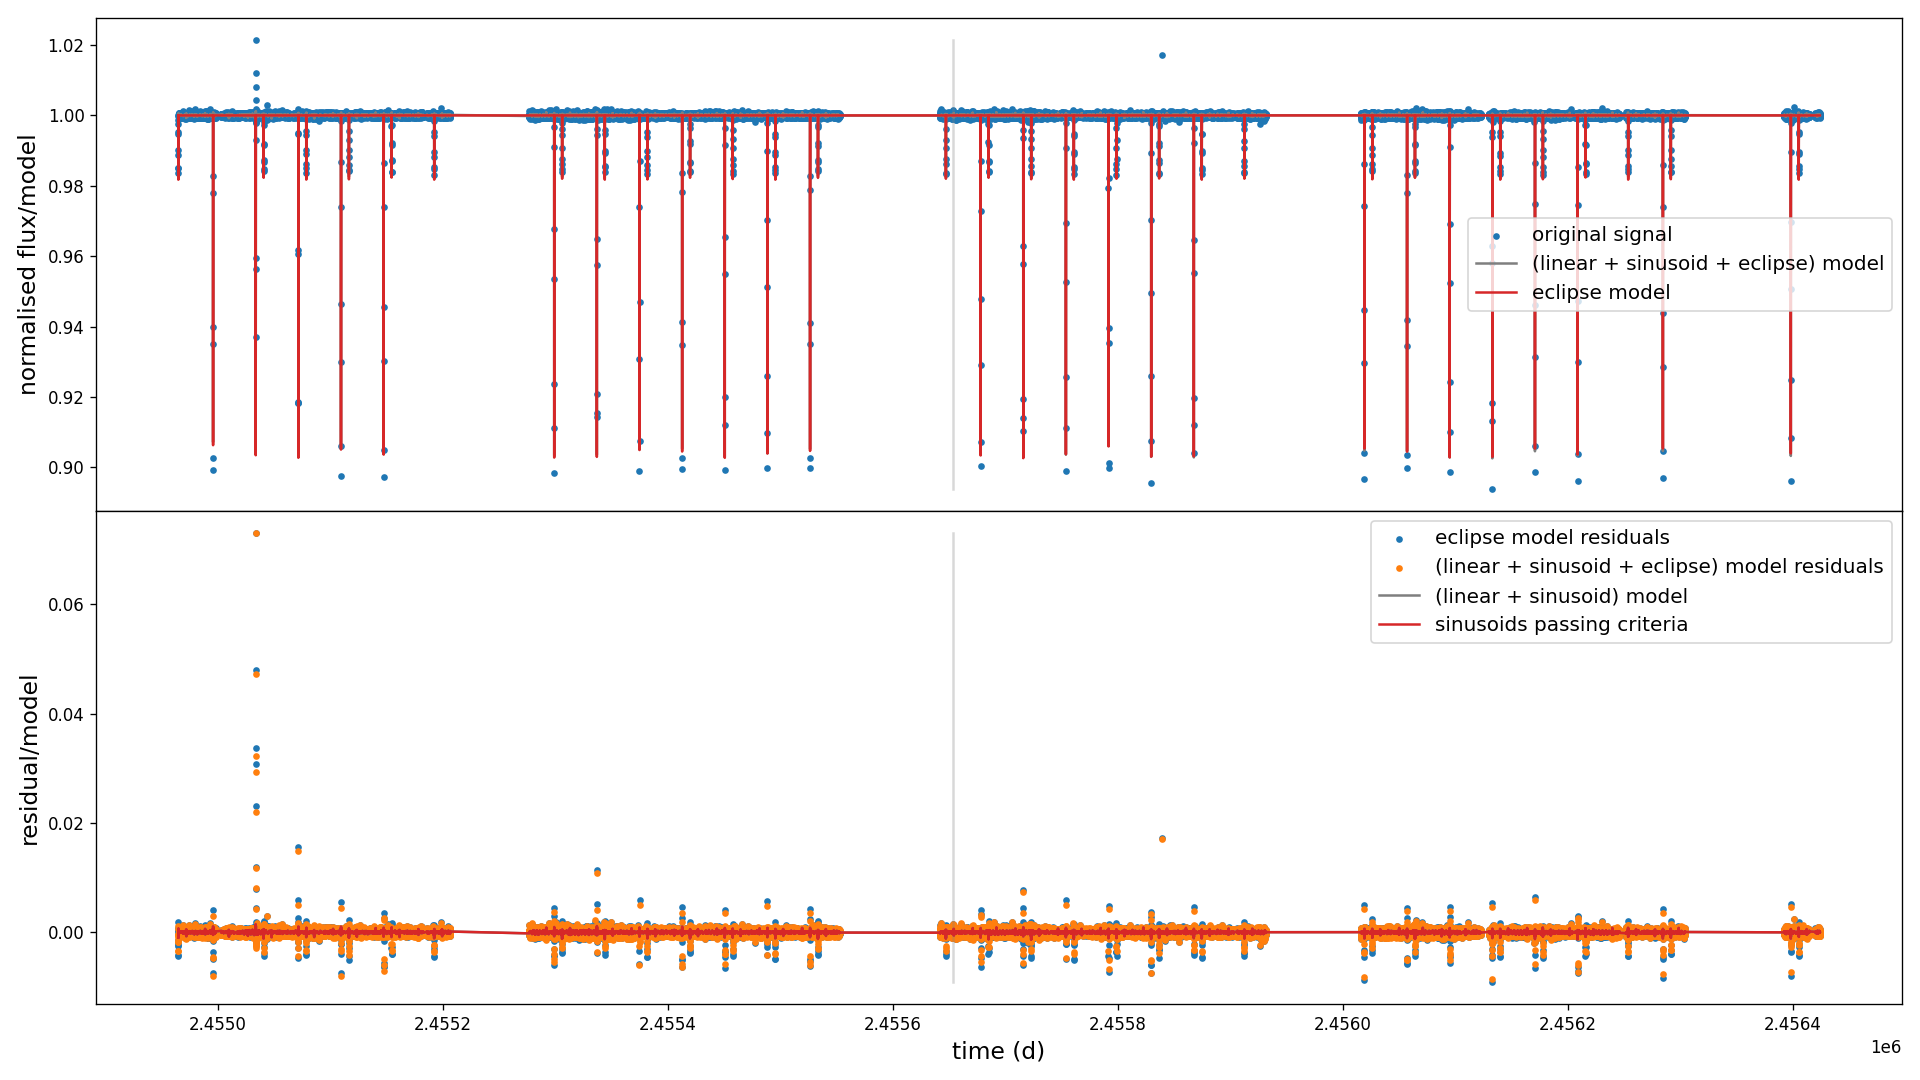 1.02
1.00
0.98
0.96
0.94
0.92
0.90
normalised flux/model
original signal
(linear + sinusoid + eclipse) model
eclipse model
0.06
0.04
0.02
0.00
residual/model
eclipse model residuals
(linear + sinusoid + eclipse) model residuals
(linear + sinusoid) model
sinusoids passing criteria
2.4550
2.4552
2.4554
2.4556
2.4558
2.4560
2.4562
2.4564
1e6
time (d)